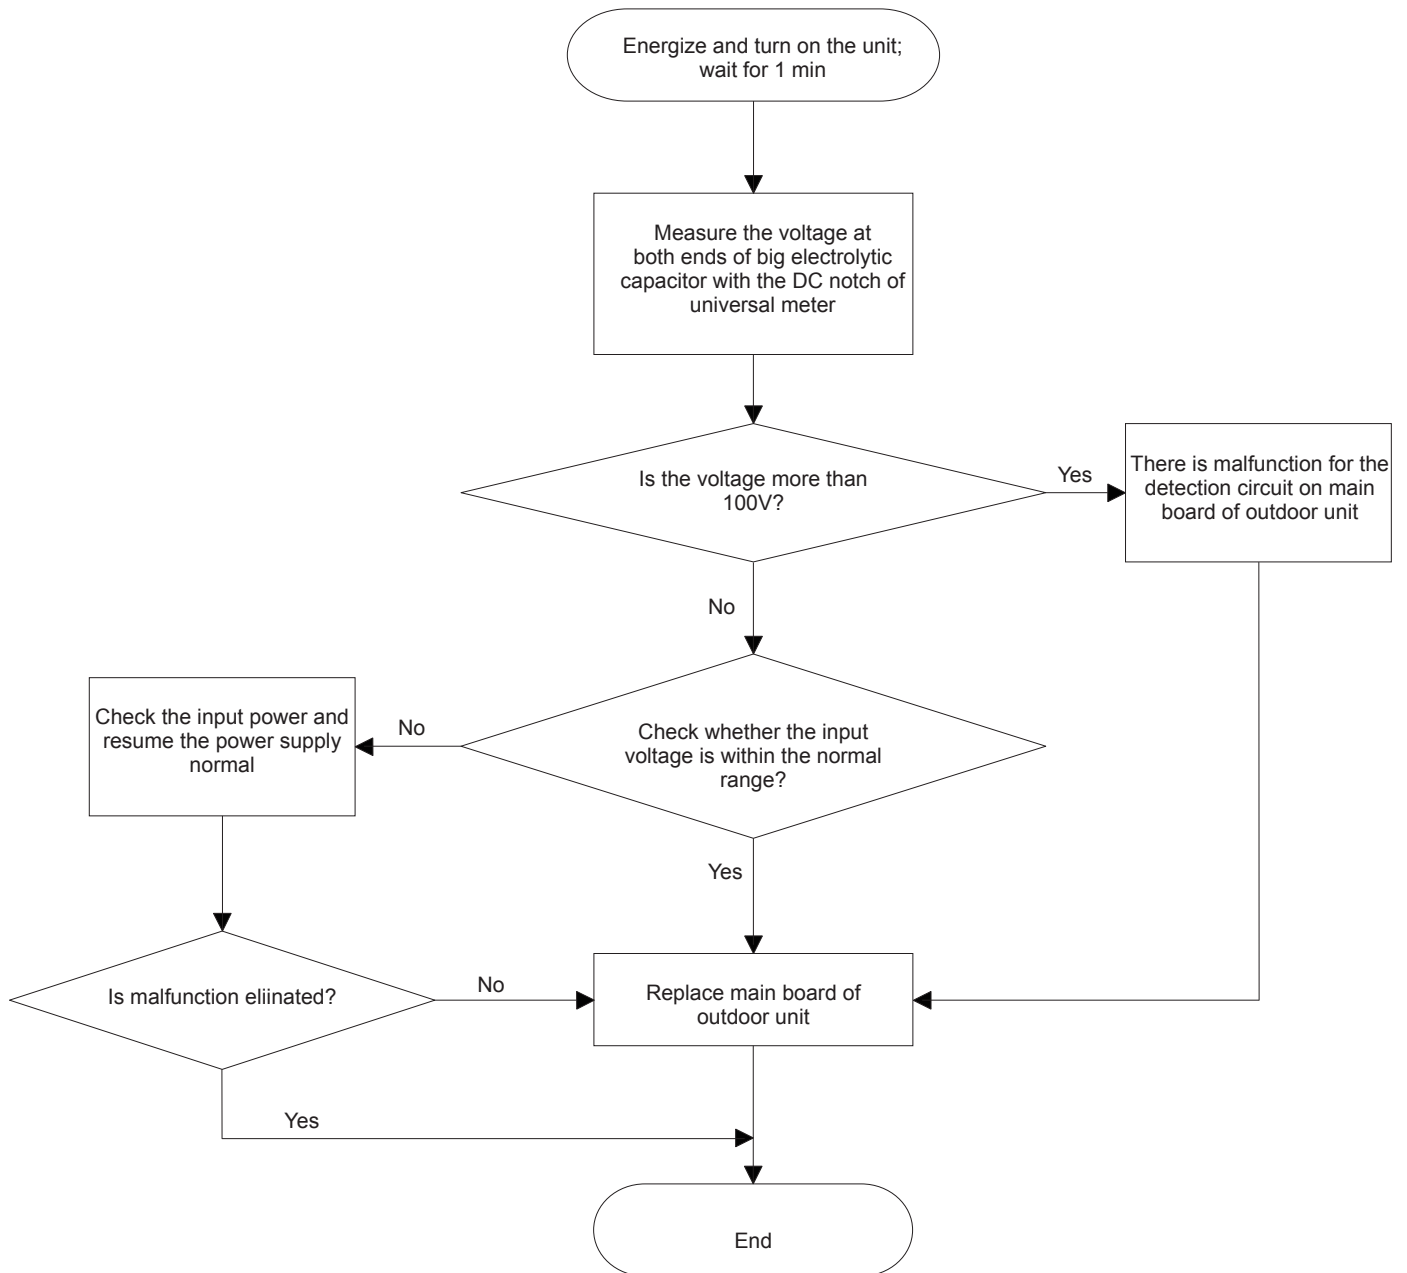 Energize and turn on the unit;
wait for 1 min
Measure the voltage at
both ends of big electrolytic
capacitor with the DC notch of
universal meter
Is the voltage more than
100V?
Yes
There is malfunction for the
detection circuit on main
board of outdoor unit
No
Check whether the input
voltage is within the normal
range?
No
Check the input power and
resume the power supply
normal
Yes
Is malfunction eliinated?
No
Replace main board of
outdoor unit
Yes
End